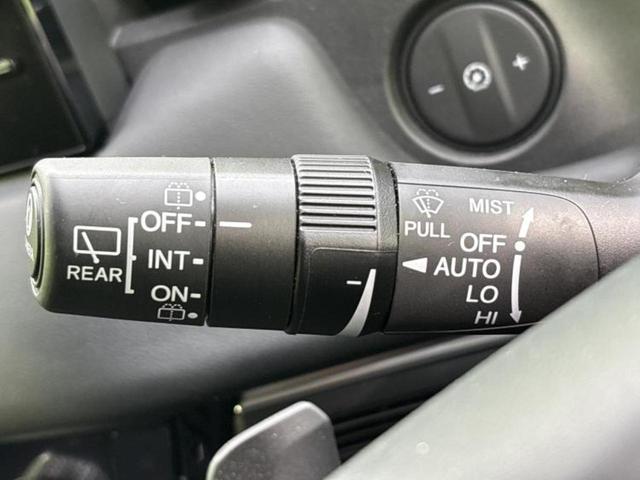 OFF
REAR
INT
ON
MIST
PULL
OFF
AUTO
LO
HI